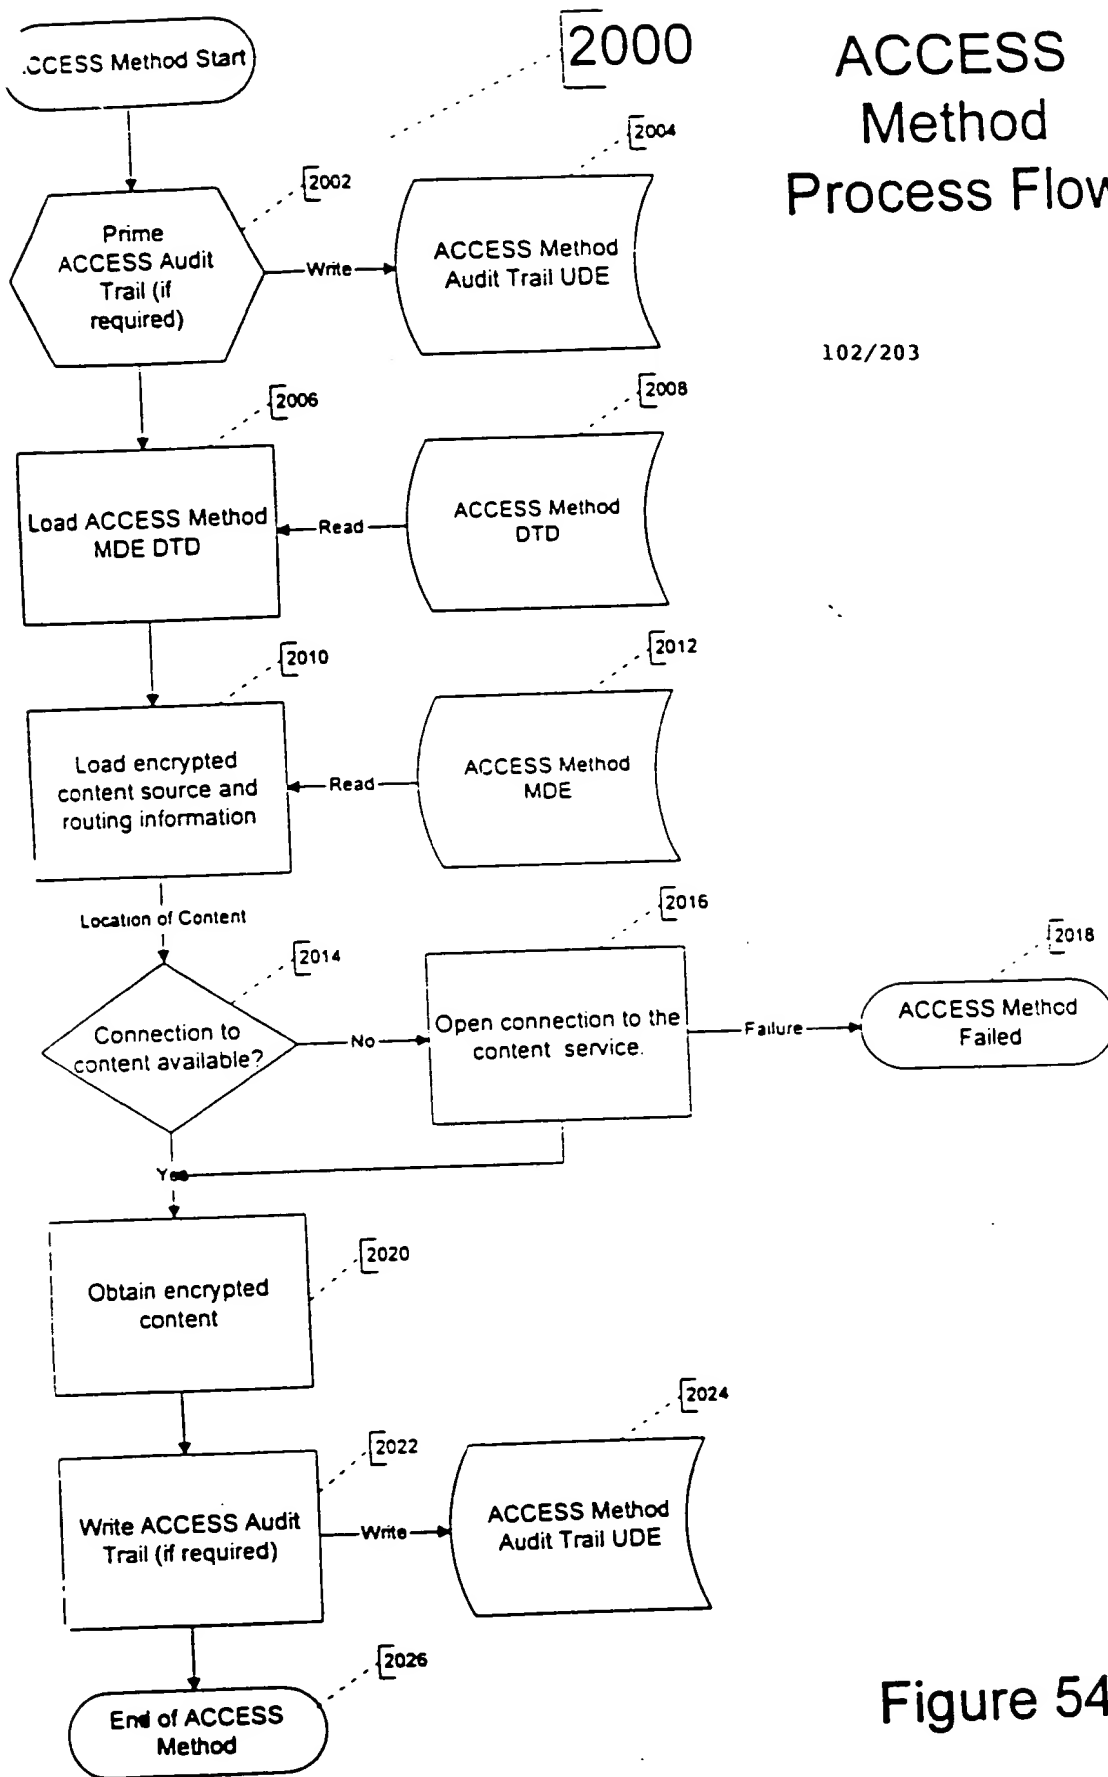 2000
ACCESS
Method
Process Flow
102/203
ACCESS Method Start
2002
Prime
ACCESS Audit
Trail (if
required)
Write
2004
ACCESS Method
Audit Trail UDE
2006
Load ACCESS Method
MDE DTD
Read
2008
ACCESS Method
DTD
2010
Load encrypted
content source and
routing information
Read
2012
ACCESS Method
MDE
Location of Content
2014
Connection to
content available?
No
2016
Open connection to the
content service.
Failure
2018
ACCESS Method
Failed
Yes
2020
Obtain encrypted
content
2022
Write ACCESS Audit
Trail (if required)
Write
2024
ACCESS Method
Audit Trail UDE
2026
End of ACCESS
Method
Figure 54